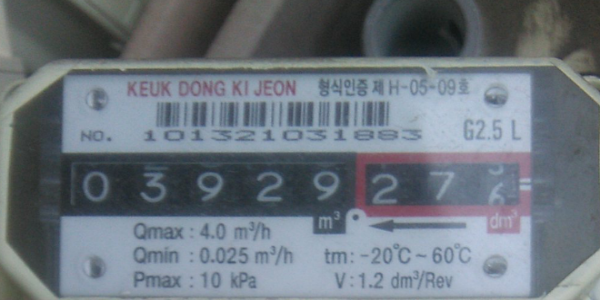 KEUK DONG KI JEON 형식인증 제 H-05-09호
NO. 101321031883 G2.5 L
0 3 9 2 9 2 7
m³ dm³
Qmax : 4.0 m³/h
Qmin : 0.025 m³/h tm: -20℃~60℃
Pmax : 10 kPa V : 1.2 dm³/Rev